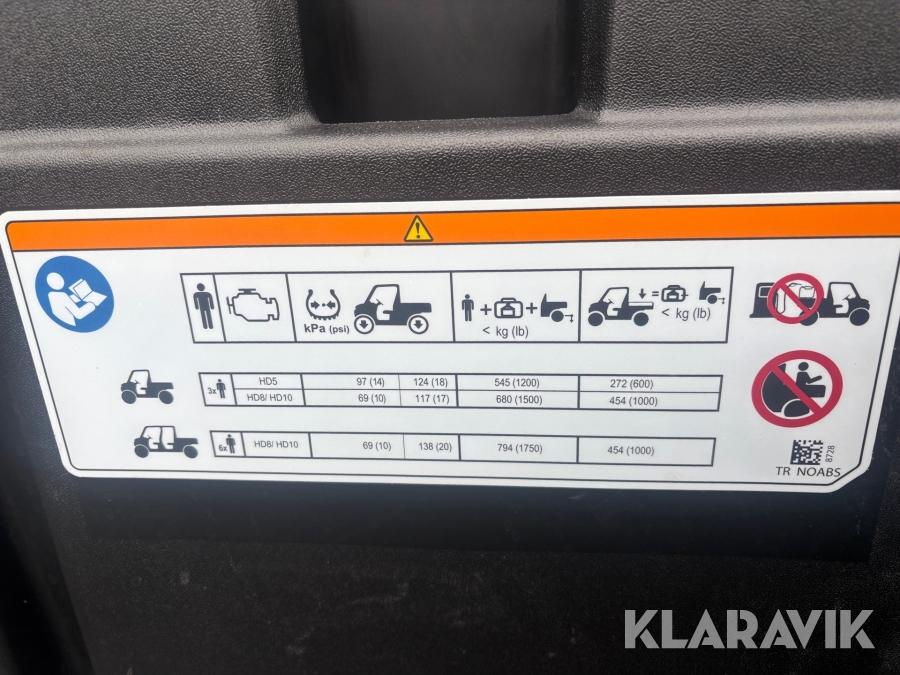 kPa (psi)
< kg (lb)
< kg (lb)
3x
HD5 97 (14) 124 (18) 545 (1200) 272 (600)
HD8/ HD10 69 (10) 117 (17) 680 (1500) 454 (1000)
6x HD8/ HD10 69 (10) 138 (20) 794 (1750) 454 (1000)
8728
TR NOABS
KLARAVIK